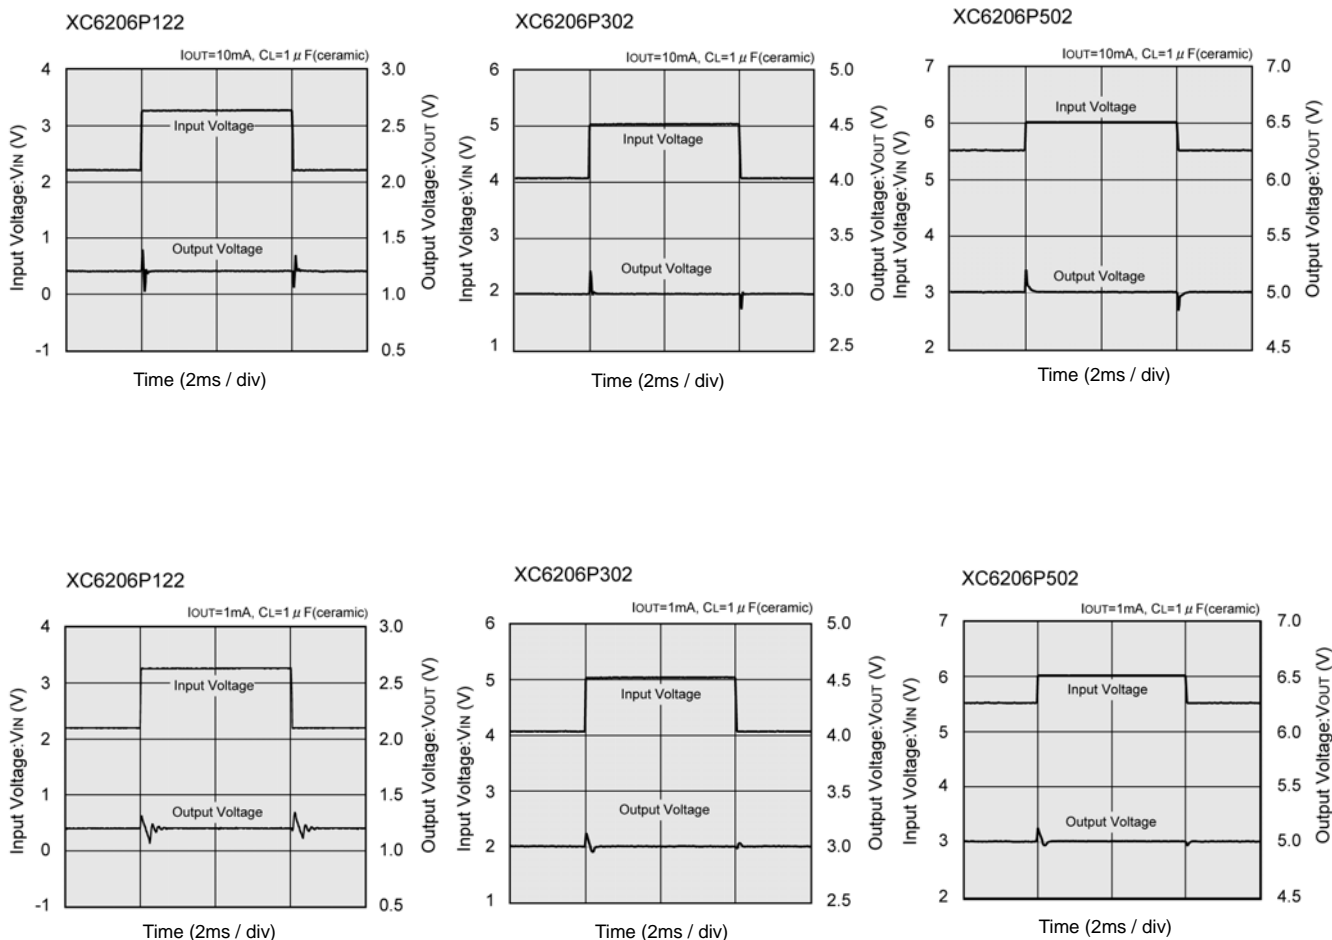 XC6206P122
IOUT=10mA, CL=1 μ F(ceramic)
4
3
2
1
0
-1
3.0
2.5
2.0
1.5
1.0
0.5
Input Voltage:VIN (V)
Output Voltage:VOUT (V)
Input Voltage
Output Voltage
Time (2ms / div)
XC6206P302
IOUT=10mA, CL=1 μ F(ceramic)
6
5
4
3
2
1
5.0
4.5
4.0
3.5
3.0
2.5
Input Voltage:VIN (V)
Output Voltage:VOUT (V)
Input Voltage
Output Voltage
Time (2ms / div)
XC6206P502
IOUT=10mA, CL=1 μ F(ceramic)
7
6
5
4
3
2
7.0
6.5
6.0
5.5
5.0
4.5
Input Voltage:VIN (V)
Output Voltage:VOUT (V)
Input Voltage
Output Voltage
Time (2ms / div)
XC6206P122
IOUT=1mA, CL=1 μ F(ceramic)
4
3
2
1
0
-1
3.0
2.5
2.0
1.5
1.0
0.5
Input Voltage:VIN (V)
Output Voltage:VOUT (V)
Input Voltage
Output Voltage
Time (2ms / div)
XC6206P302
IOUT=1mA, CL=1 μ F(ceramic)
6
5
4
3
2
1
5.0
4.5
4.0
3.5
3.0
2.5
Input Voltage:VIN (V)
Output Voltage:VOUT (V)
Input Voltage
Output Voltage
Time (2ms / div)
XC6206P502
IOUT=1mA, CL=1 μ F(ceramic)
7
6
5
4
3
2
7.0
6.5
6.0
5.5
5.0
4.5
Input Voltage:VIN (V)
Output Voltage:VOUT (V)
Input Voltage
Output Voltage
Time (2ms / div)